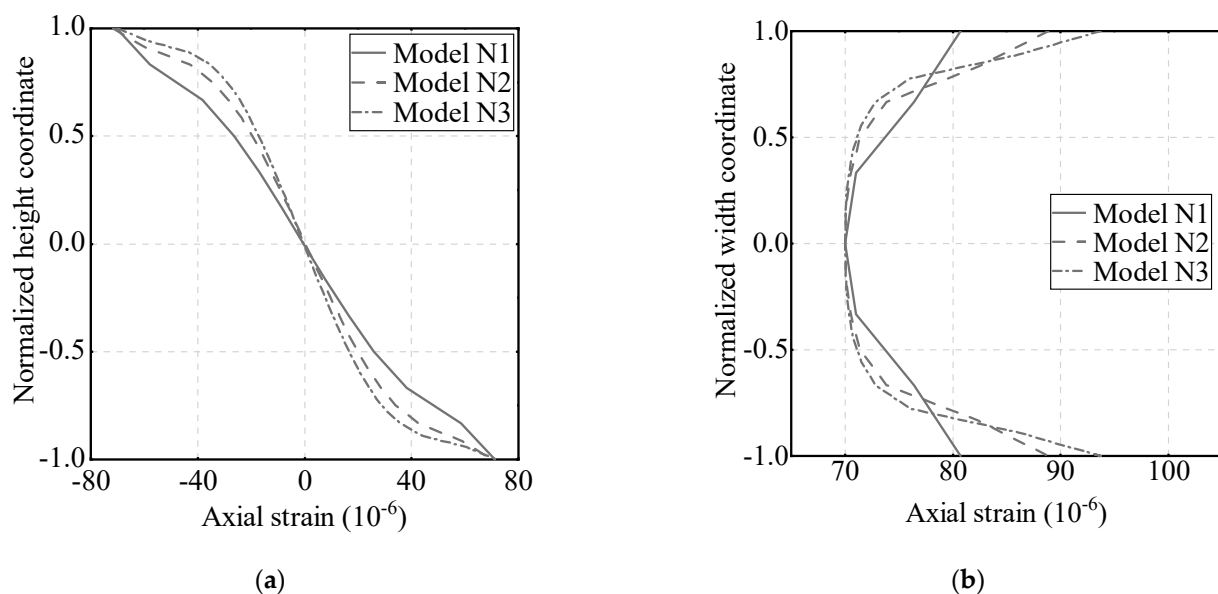 1.0
0.5
0.0
-0.5
-1.0
-80
-40
0
40
80
Normalized height coordinate
Axial strain (10⁻⁶)
Model N1
Model N2
Model N3
(a)
1.0
0.5
0.0
-0.5
-1.0
70
80
90
100
Normalized width coordinate
Axial strain (10⁻⁶)
Model N1
Model N2
Model N3
(b)